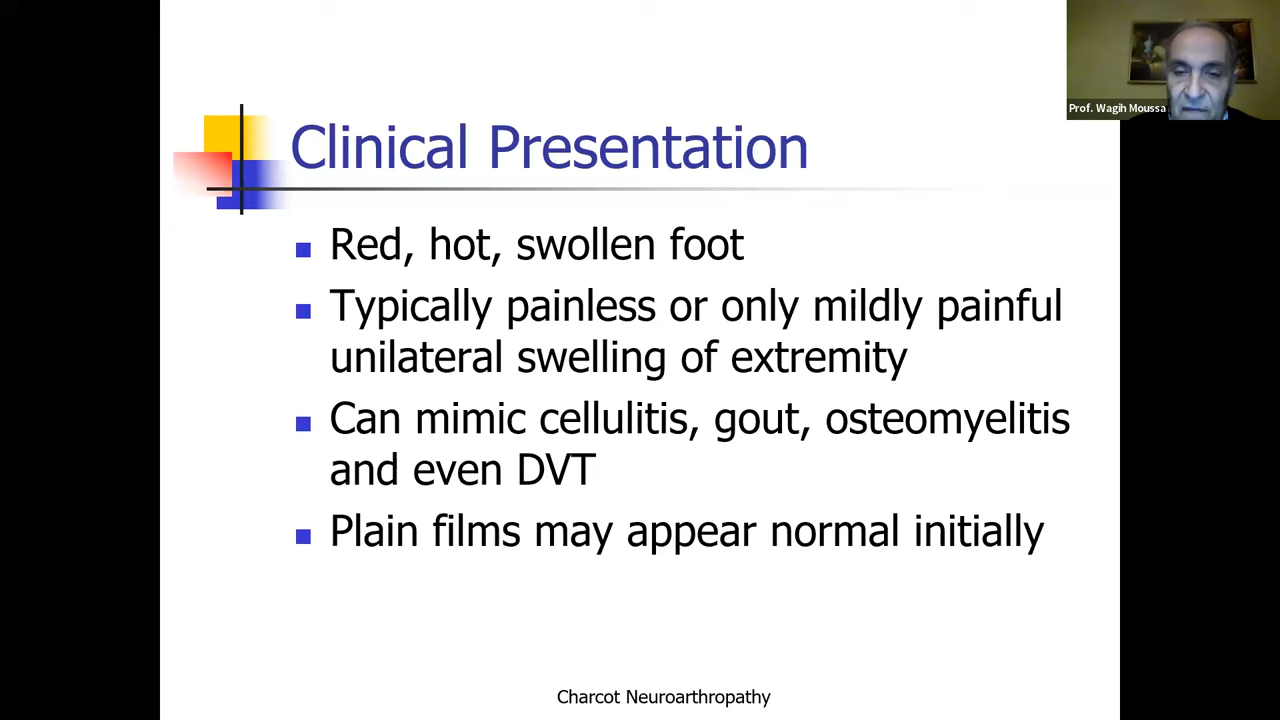 Prof. Wagih Moussa
Clinical Presentation
Red, hot, swollen foot
Typically painless or only mildly painful
unilateral swelling of extremity
Can mimic cellulitis, gout, osteomyelitis
and even DVT
Plain films may appear normal initially
Charcot Neuroarthropathy